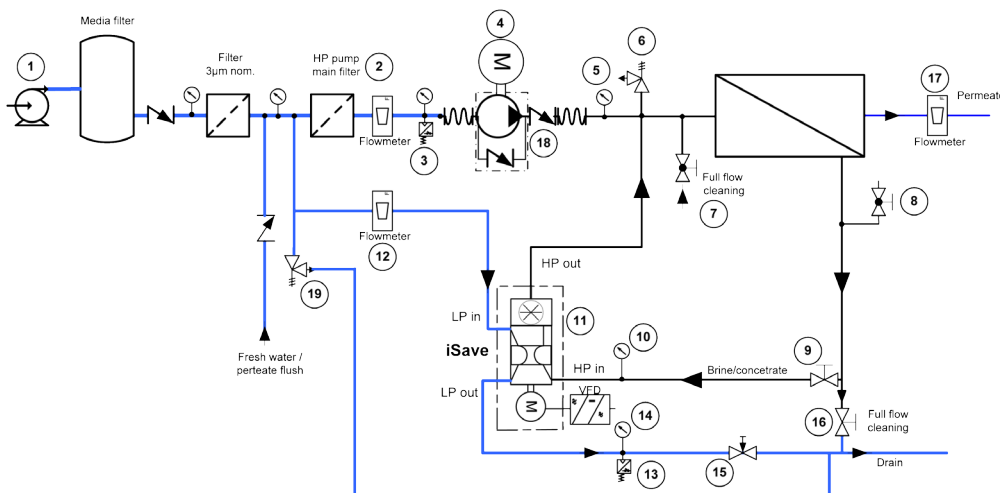 Media filter
1
Filter
3µm nom.
HP pump
main filter
2
Flowmeter
3
4
M
18
5
6
Full flow
cleaning
7
17
Permeate
Flowmeter
8
Flowmeter
12
19
Fresh water /
perteate flush
HP out
LP in
iSave
11
LP out
HP in
M
VFD
10
Brine/concetrate
9
14
13
15
16
Full flow
cleaning
Drain